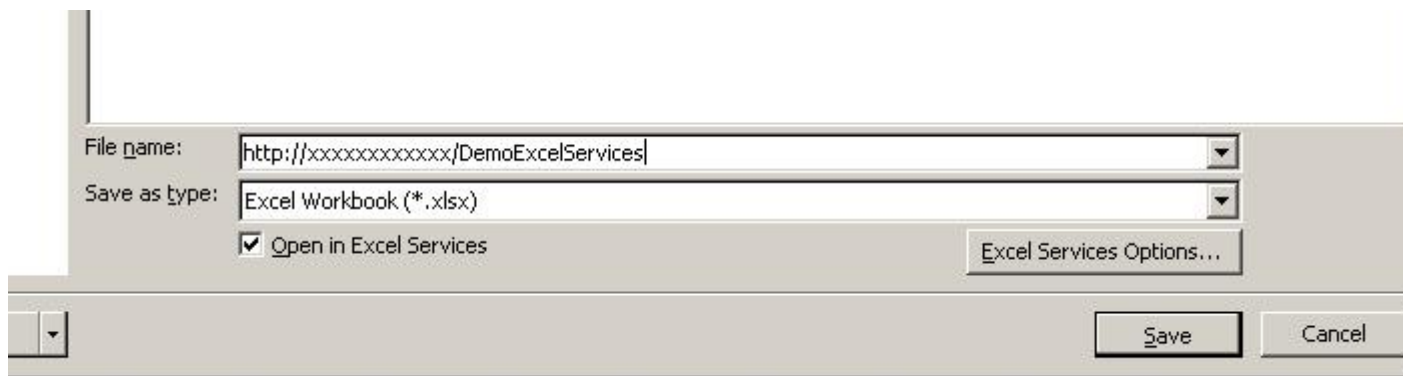 File name:
http://xxxxxxxxxxxx/DemoExcelServices
Save as type:
Excel Workbook (*.xlsx)
Open in Excel Services
Excel Services Options...
Save
Cancel